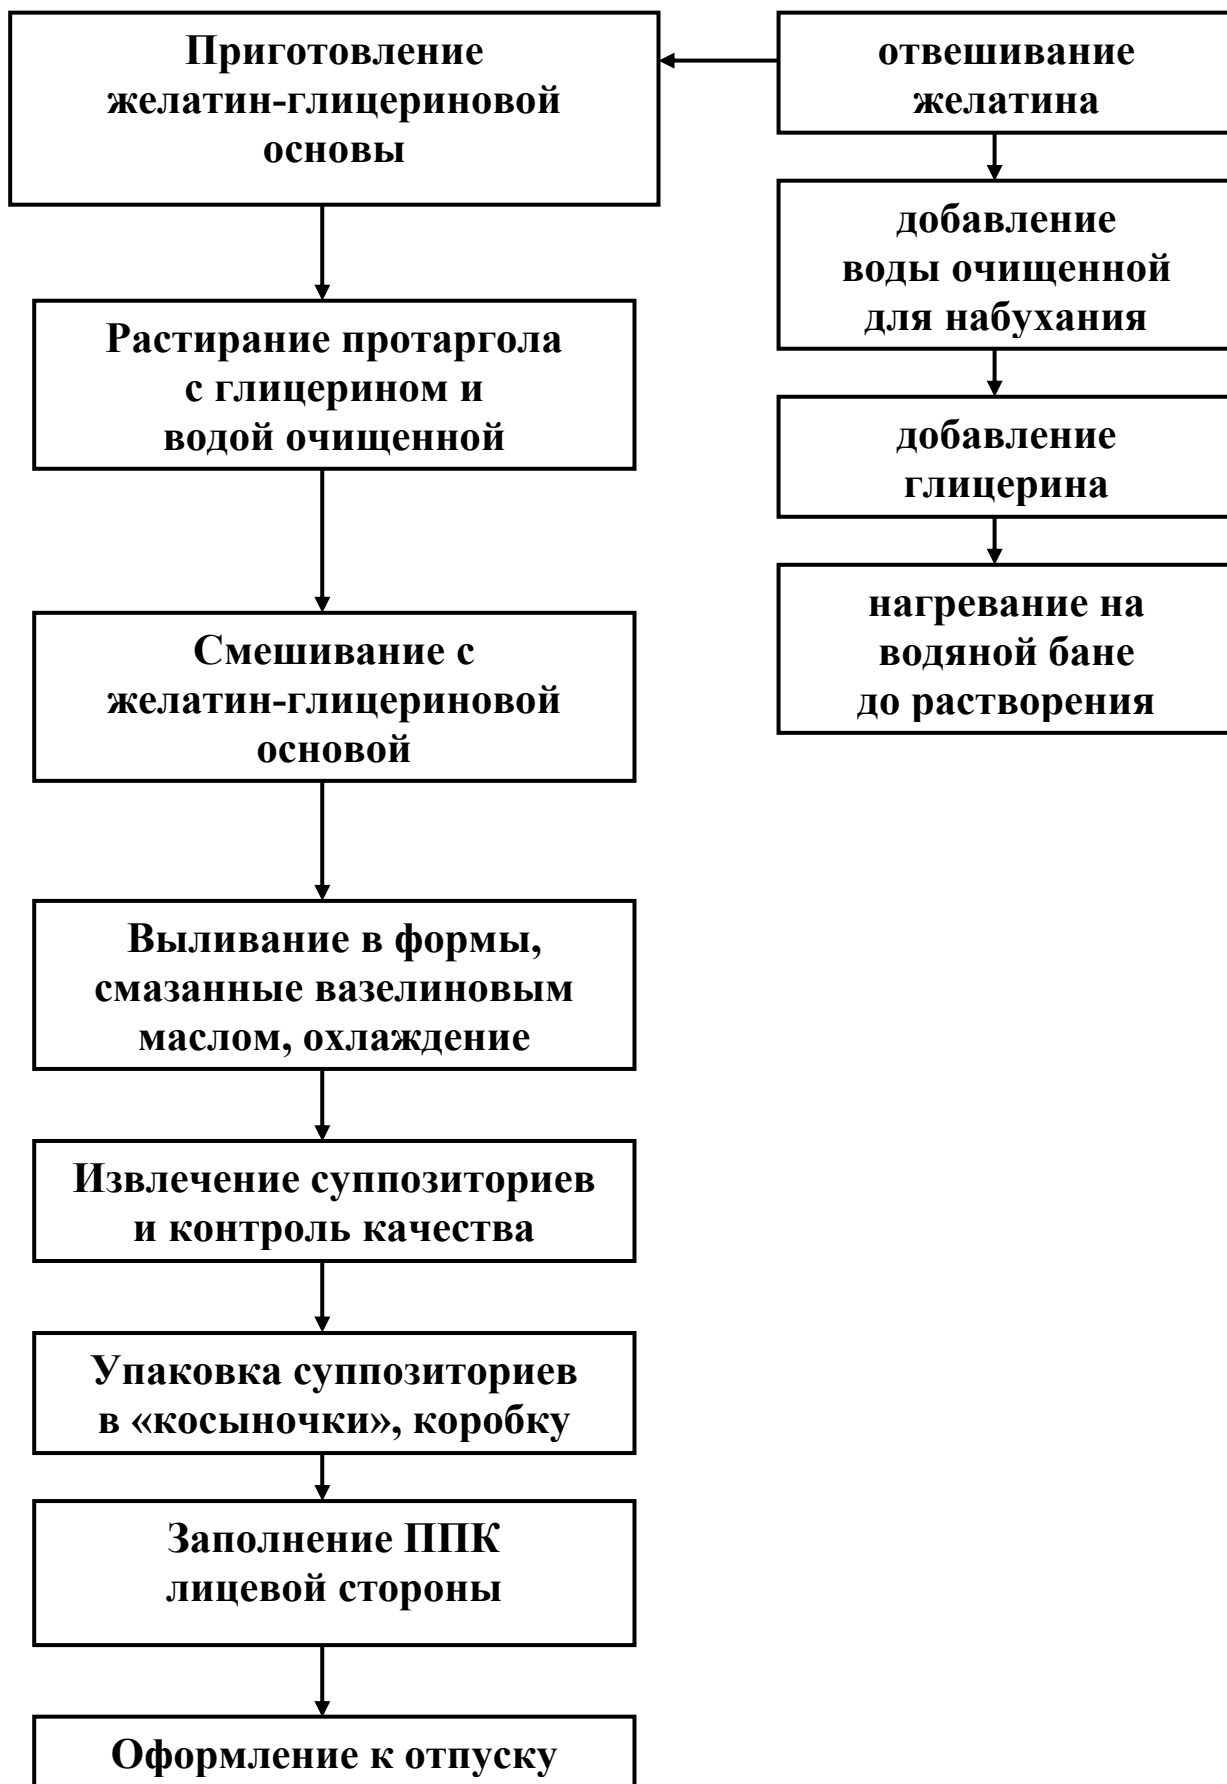 Приготовление
желатин-глицериновой
основы
отвешивание
желатина
добавление
воды очищенной
для набухания
добавление
глицерина
нагревание на
водяной бане
до растворения
Растирание протаргола
с глицерином и
водой очищенной
Смешивание с
желатин-глицериновой
основой
Выливание в формы,
смазанные вазелиновым
маслом, охлаждение
Извлечение суппозиториев
и контроль качества
Упаковка суппозиториев
в «косыночки», коробку
Заполнение ППК
лицевой стороны
Оформление к отпуску